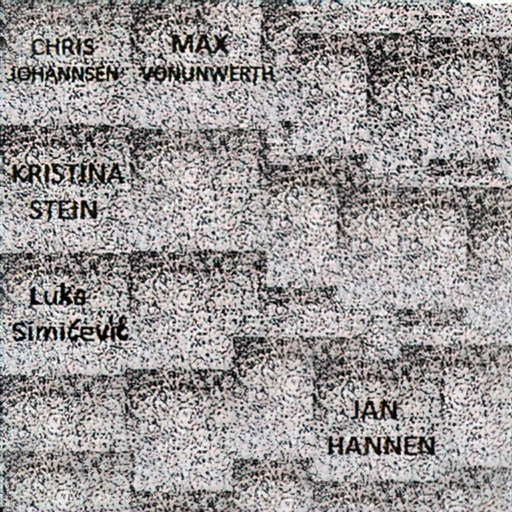 CHRIS
JOHANNSEN
MAX
VONUNWERTH
KRISTINA
STEIN
Luka
Simičević
JAN
HANNEN